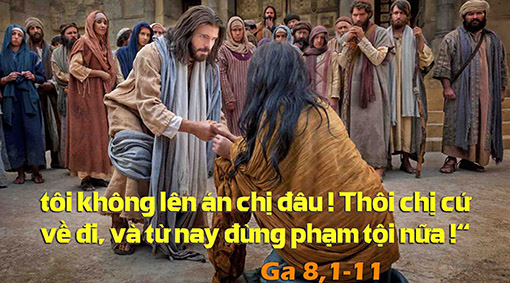 tôi không lên án chị đâu ! Thôi chị cứ
về đi, và từ nay đừng phạm tội nữa !“
Ga 8,1-11